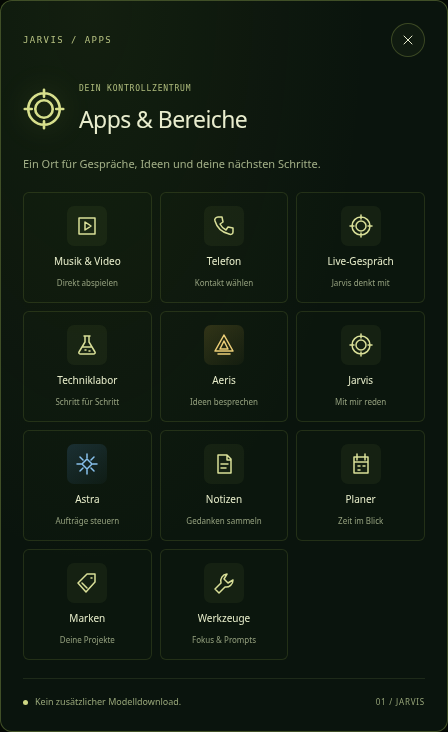 JARVIS / APPS
DEIN KONTROLLZENTRUM
Apps & Bereiche
Ein Ort für Gespräche, Ideen und deine nächsten Schritte.
Musik & Video
Direkt abspielen
Telefon
Kontakt wählen
Live-Gespräch
Jarvis denkt mit
Techniklabor
Schritt für Schritt
Aeris
Ideen besprechen
Jarvis
Mit mir reden
Astra
Aufträge steuern
Notizen
Gedanken sammeln
Planer
Zeit im Blick
Marken
Deine Projekte
Werkzeuge
Fokus & Prompts
Kein zusätzlicher Modelldownload.
01 / JARVIS